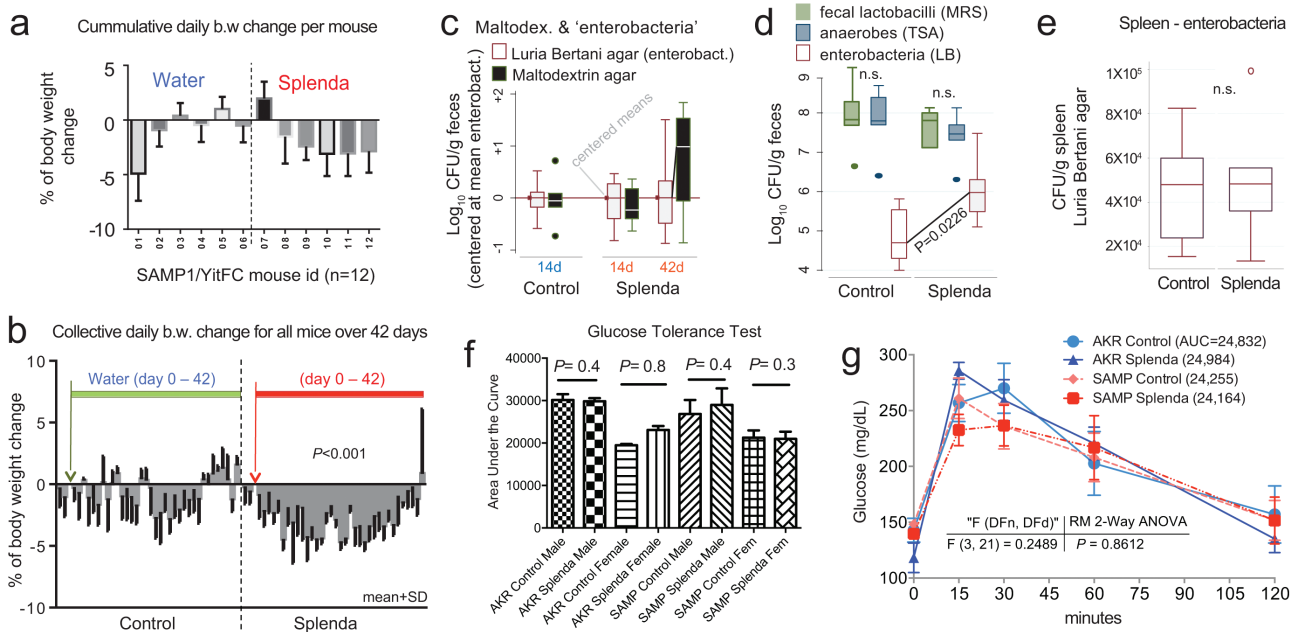 a
Cummulative daily b.w change per mouse
% of body weight
change
5
0
-5
-10
Water
Splenda
01 02 03 04 05 06 07 08 09 10 11 12
SAMP1/YitFC mouse id (n=12)
b
Collective daily b.w. change for all mice over 42 days
% of body weight change
10
5
0
-5
-10
Water (day 0 – 42)
(day 0 – 42)
P<0.001
mean+SD
Control
Splenda
c
Maltodex. & ‘enterobacteria’
Luria Bertani agar (enterobact.)
Maltodextrin agar
Log10 CFU/g feces
(centered at mean enterobact.)
+2
+1
0
-1
centered means
14d
14d
42d
Control
Splenda
d
fecal lactobacilli (MRS)
anaerobes (TSA)
enterobacteria (LB)
Log10 CFU/g feces
9
8
7
6
5
4
n.s.
n.s.
P=0.0226
Control
Splenda
e
Spleen - enterobacteria
CFU/g spleen
Luria Bertani agar
1X10⁵
8X10⁴
6X10⁴
4X10⁴
2X10⁴
n.s.
Control
Splenda
f
Glucose Tolerance Test
Area Under the Curve
40000
30000
20000
10000
0
P= 0.4
P= 0.8
P= 0.4
P= 0.3
AKR Control Male
AKR Splenda Male
AKR Control Female
AKR Splenda Female
SAMP Control Male
SAMP Splenda Male
SAMP Control Fem
SAMP Splenda Fem
g
AKR Control (AUC=24,832)
AKR Splenda (24,984)
SAMP Control (24,255)
SAMP Splenda (24,164)
Glucose (mg/dL)
300
250
200
150
100
"F (DFn, DFd)"
RM 2-Way ANOVA
F (3, 21) = 0.2489
P = 0.8612
0 15 30 45 60 75 90 105 120
minutes